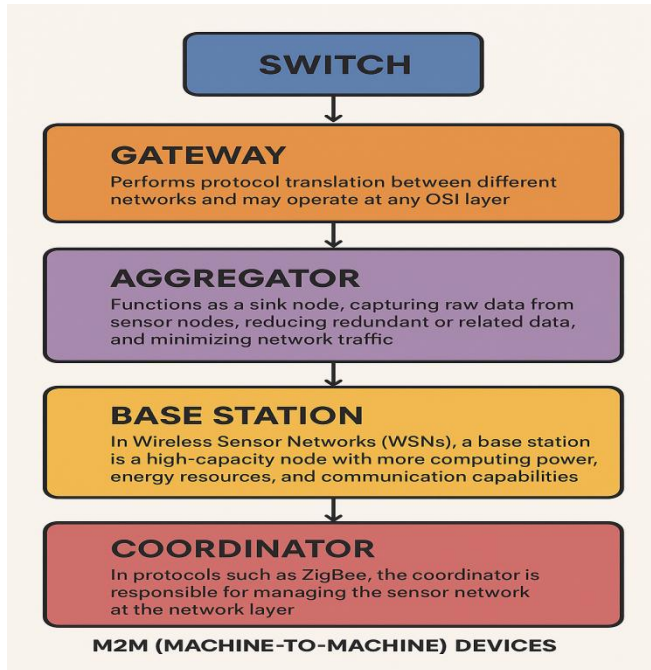 SWITCH
GATEWAY
Performs protocol translation between different
networks and may operate at any OSI layer
AGGREGATOR
Functions as a sink node, capturing raw data from
sensor nodes, reducing redundant or related data,
and minimizing network traffic
BASE STATION
In Wireless Sensor Networks (WSNs), a base station
is a high-capacity node with more computing power,
energy resources, and communication capabilities
COORDINATOR
In protocols such as ZigBee, the coordinator is
responsible for managing the sensor network
at the network layer
M2M (MACHINE-TO-MACHINE) DEVICES